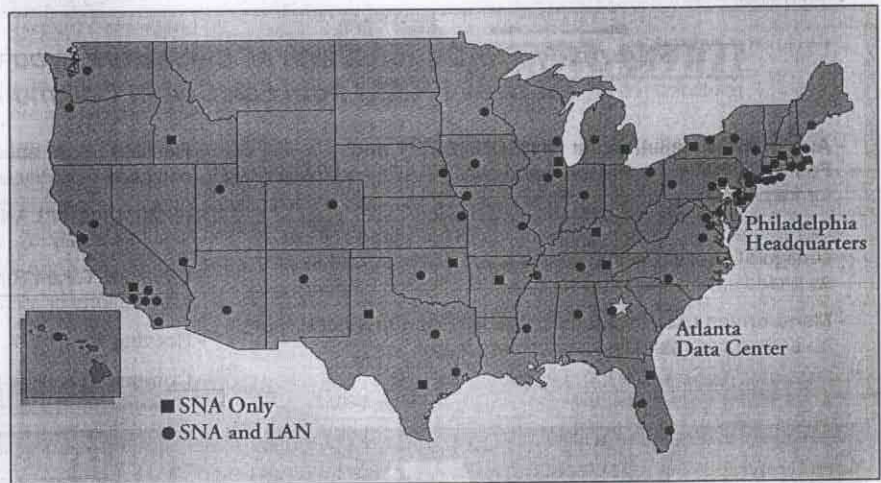 Philadelphia
Headquarters
Atlanta
Data Center
SNA Only
SNA and LAN